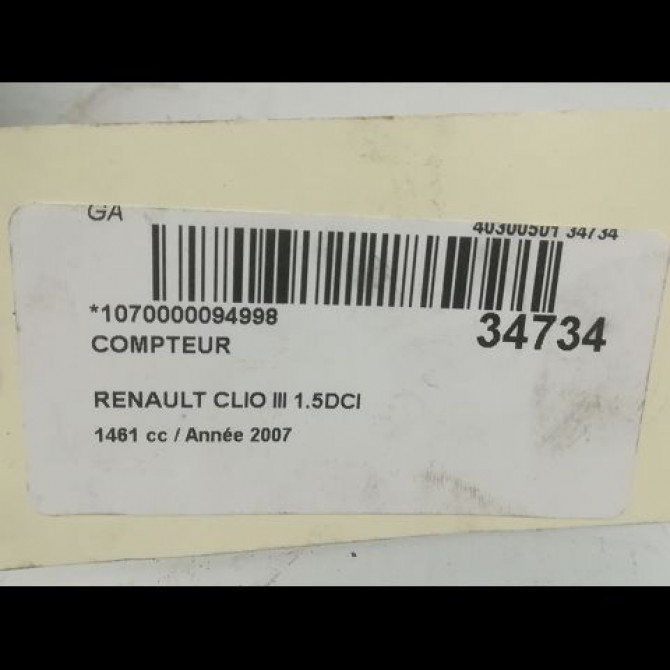 GA 40300501 34734
*1070000094998
34734
COMPTEUR
RENAULT CLIO III 1.5DCI
1461 cc / Année 2007